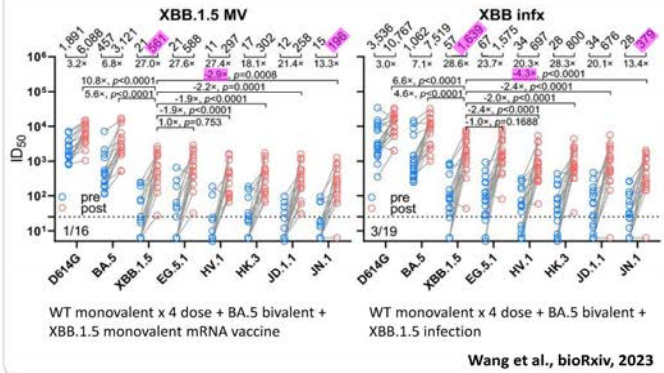 XBB.1.5 MV
XBB infx
1,891 6,088 457 3,121 21 561 21 588 11 297 17 302 12 258 15 196
3,536 10,767 1,062 7,519 57 1,639 67 1,575 34 697 28 800 34 676 28 379
3.2× 6.8× 27.0× 27.6× 27.4× 18.1× 21.4× 13.3×
3.0× 7.1× 28.6× 23.7× 20.3× 28.3× 20.1× 13.4×
-2.9×, p=0.0008
-4.3×, p<0.0001
10.8×, p<0.0001
-2.2×, p=0.0001
6.6×, p<0.0001
-2.4×, p<0.0001
5.6×, p<0.0001
-1.9×, p<0.0001
4.6×, p<0.0001
-2.0×, p<0.0001
-1.9×, p<0.0001
-2.4×, p<0.0001
1.0×, p=0.753
-1.0×, p=0.1688
ID50
10⁶
10⁵
10⁴
10³
10²
10¹
pre
post
pre
post
1/16
3/19
D614G BA.5 XBB.1.5 EG.5.1 HV.1 HK.3 JD.1.1 JN.1
D614G BA.5 XBB.1.5 EG.5.1 HV.1 HK.3 JD.1.1 JN.1
WT monovalent x 4 dose + BA.5 bivalent +
XBB.1.5 monovalent mRNA vaccine
WT monovalent x 4 dose + BA.5 bivalent +
XBB.1.5 infection
Wang et al., bioRxiv, 2023